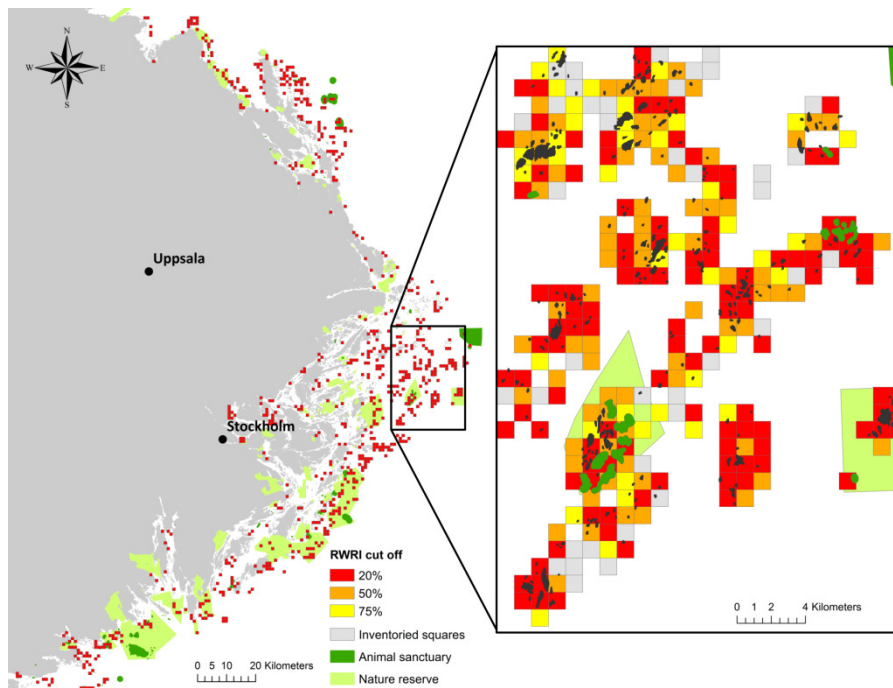 N
W E
S
Uppsala
Stockholm
RWRI cut off
20%
50%
75%
Inventoried squares
Animal sanctuary
Nature reserve
0 5 10 20 Kilometers
0 1 2 4 Kilometers